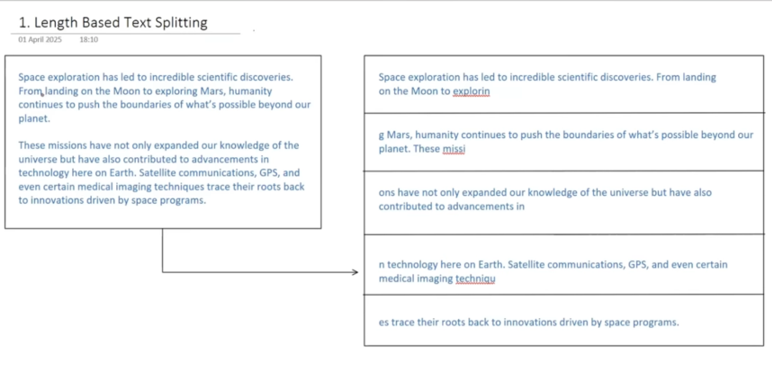 1. Length Based Text Splitting
01 April 2025 18:10
Space exploration has led to incredible scientific discoveries.
From landing on the Moon to exploring Mars, humanity
continues to push the boundaries of what's possible beyond our
planet.
These missions have not only expanded our knowledge of the
universe but have also contributed to advancements in
technology here on Earth. Satellite communications, GPS, and
even certain medical imaging techniques trace their roots back
to innovations driven by space programs.
Space exploration has led to incredible scientific discoveries. From landing
on the Moon to explorin
g Mars, humanity continues to push the boundaries of what's possible beyond our
planet. These missi
ons have not only expanded our knowledge of the universe but have also
contributed to advancements in
n technology here on Earth. Satellite communications, GPS, and even certain
medical imaging techniqu
es trace their roots back to innovations driven by space programs.